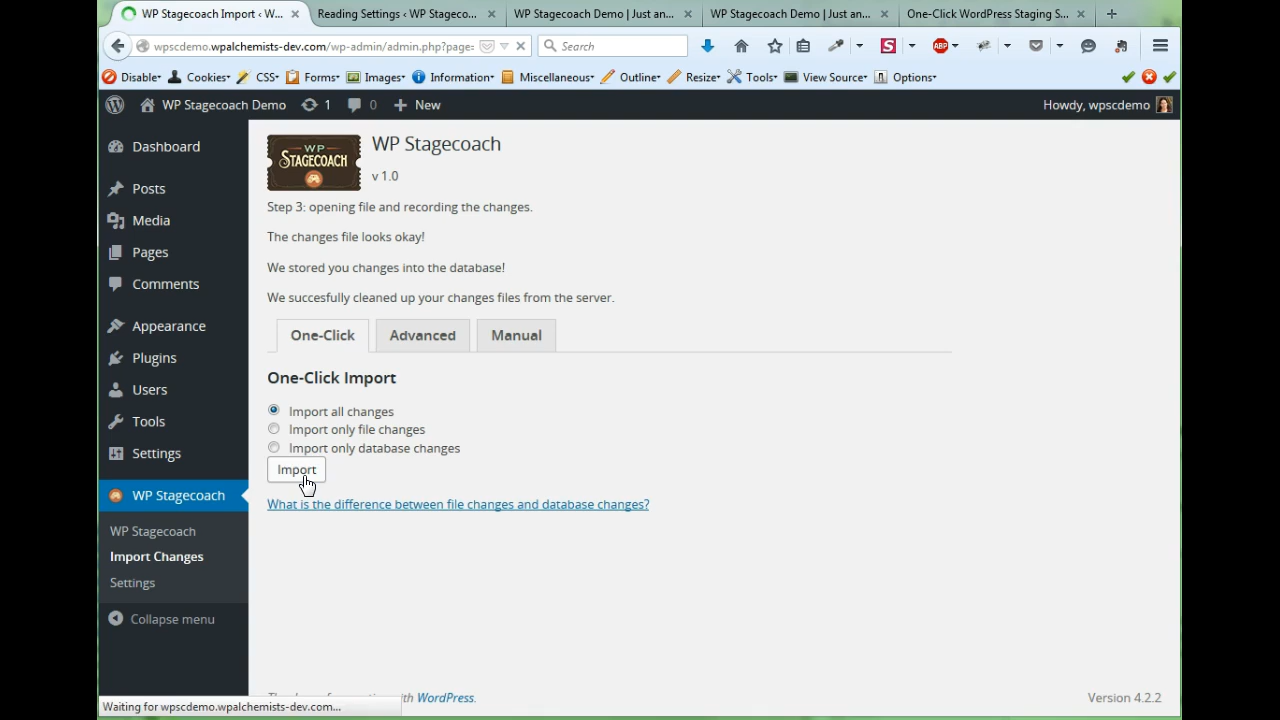 WP Stagecoach Import ‹ W... ×
Reading Settings ‹ WP Stageco... ×
WP Stagecoach Demo | Just an... ×
WP Stagecoach Demo | Just an... ×
One-Click WordPress Staging S... ×
wpscdemo.wpalchemists-dev.com/wp-admin/admin.php?page=
Search
S
ABP
Disable
Cookies
CSS
Forms
Images
Information
Miscellaneous
Outline
Resize
Tools
View Source
Options
WP Stagecoach Demo
1
0
New
Howdy, wpscdemo
Dashboard
Posts
Media
Pages
Comments
Appearance
Plugins
Users
Tools
Settings
WP Stagecoach
WP Stagecoach
Import Changes
Settings
Collapse menu
WP
STAGECOACH
WP Stagecoach
v 1.0
Step 3: opening file and recording the changes.
The changes file looks okay!
We stored you changes into the database!
We succesfully cleaned up your changes files from the server.
One-Click
Advanced
Manual
One-Click Import
Import all changes
Import only file changes
Import only database changes
Import
What is the difference between file changes and database changes?
WordPress.
Version 4.2.2
Waiting for wpscdemo.wpalchemists-dev.com...